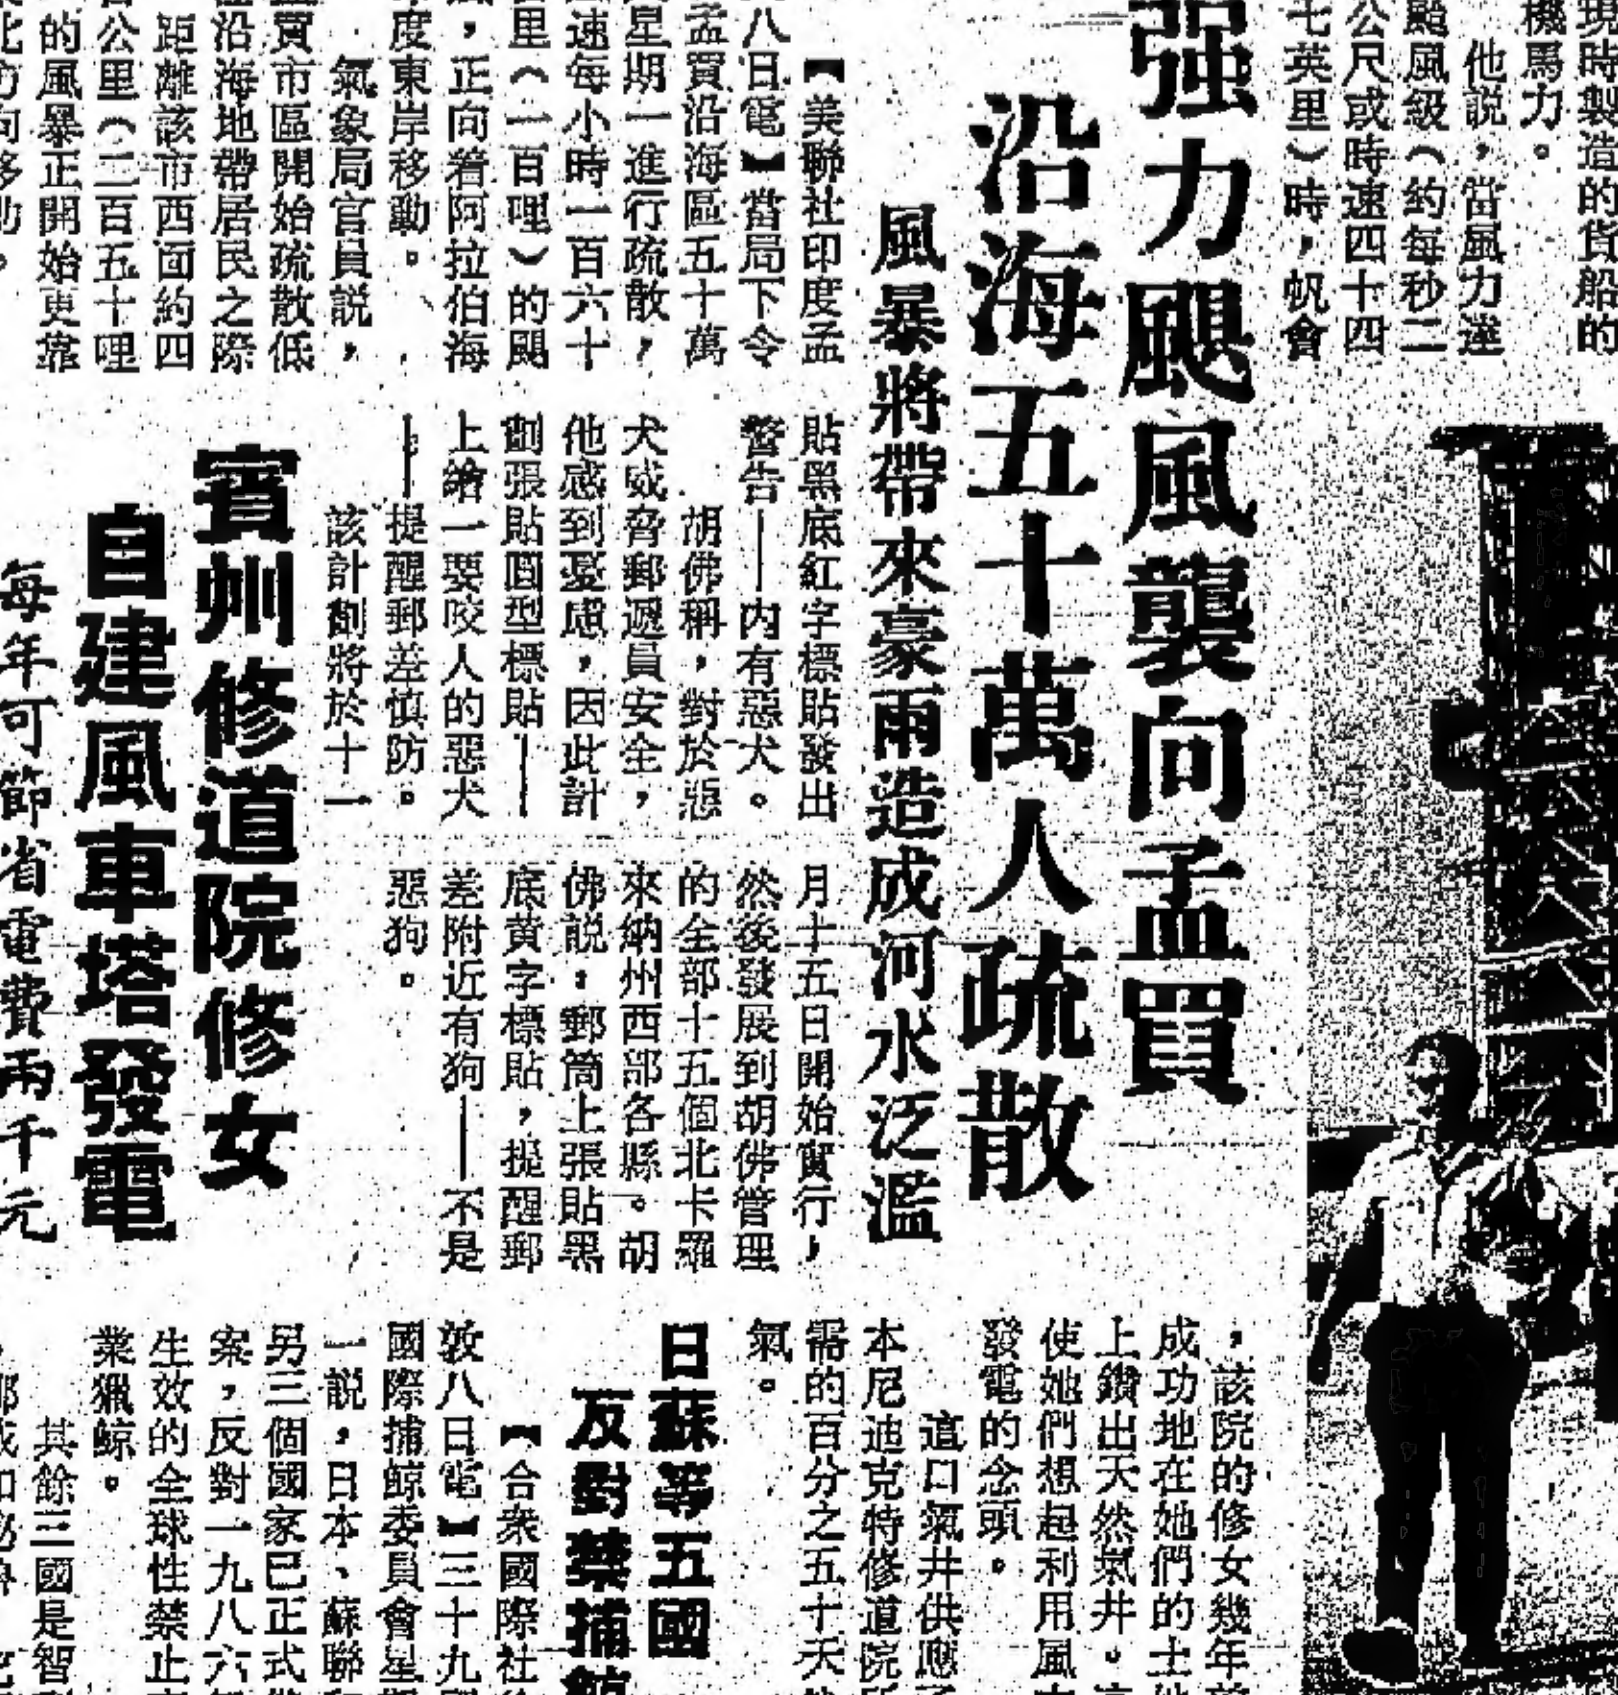 現時製造的貨船的
機馬力。
他說，當風力達
颱風級（約每秒二
公尺或時速四十四
七英里）時，帆會
强力颶風襲向孟買
沿海五十萬人疏散
風暴將帶來豪雨造成河水泛濫
【美聯社印度孟
八日電】當局下令
孟買沿海區五十萬
星期一進行疏散，
速每小時一百六十
里（一百哩）的颶
，正向着阿拉伯海
度東岸移動。
氣象局官員說，
買市區開始疏散低
沿海地帶居民之際
距離該市西面約四
公里（二百五十哩
的風暴正開始更靠
貼黑底紅字標貼發出
警告——內有惡犬。
胡佛稱，對於惡
犬威脅郵遞員安全，
他感到憂慮，因此計
劃張貼圓型標貼——
上繪一要咬人的惡犬
——提醒郵差慎防。
該計劃將於十一
月十五日開始實行，
然後發展到胡佛管理
的全部十五個北卡羅
來納州西部各縣。胡
佛說，郵筒上張貼黑
底黄字標貼，提醒郵
差附近有狗——不是
惡狗。
賓州修道院修女
自建風車塔發電
每年可節省電費兩千元
，該院的修女幾年
成功地在她們的土
上鑽出天然氣井。
使她們想起利用風
發電的念頭。
這口氣井供應
本尼迪克特修道院
需的百分之五十天
氣。
日蘇等五國
反對禁捕
【合衆國際社
敦八日電】三十九
國際捕鯨委員會星
一說，日本、蘇聯
另三個國家已正式
案，反對一九八六
生效的全球性禁止
業獵鯨。
其餘三國是智